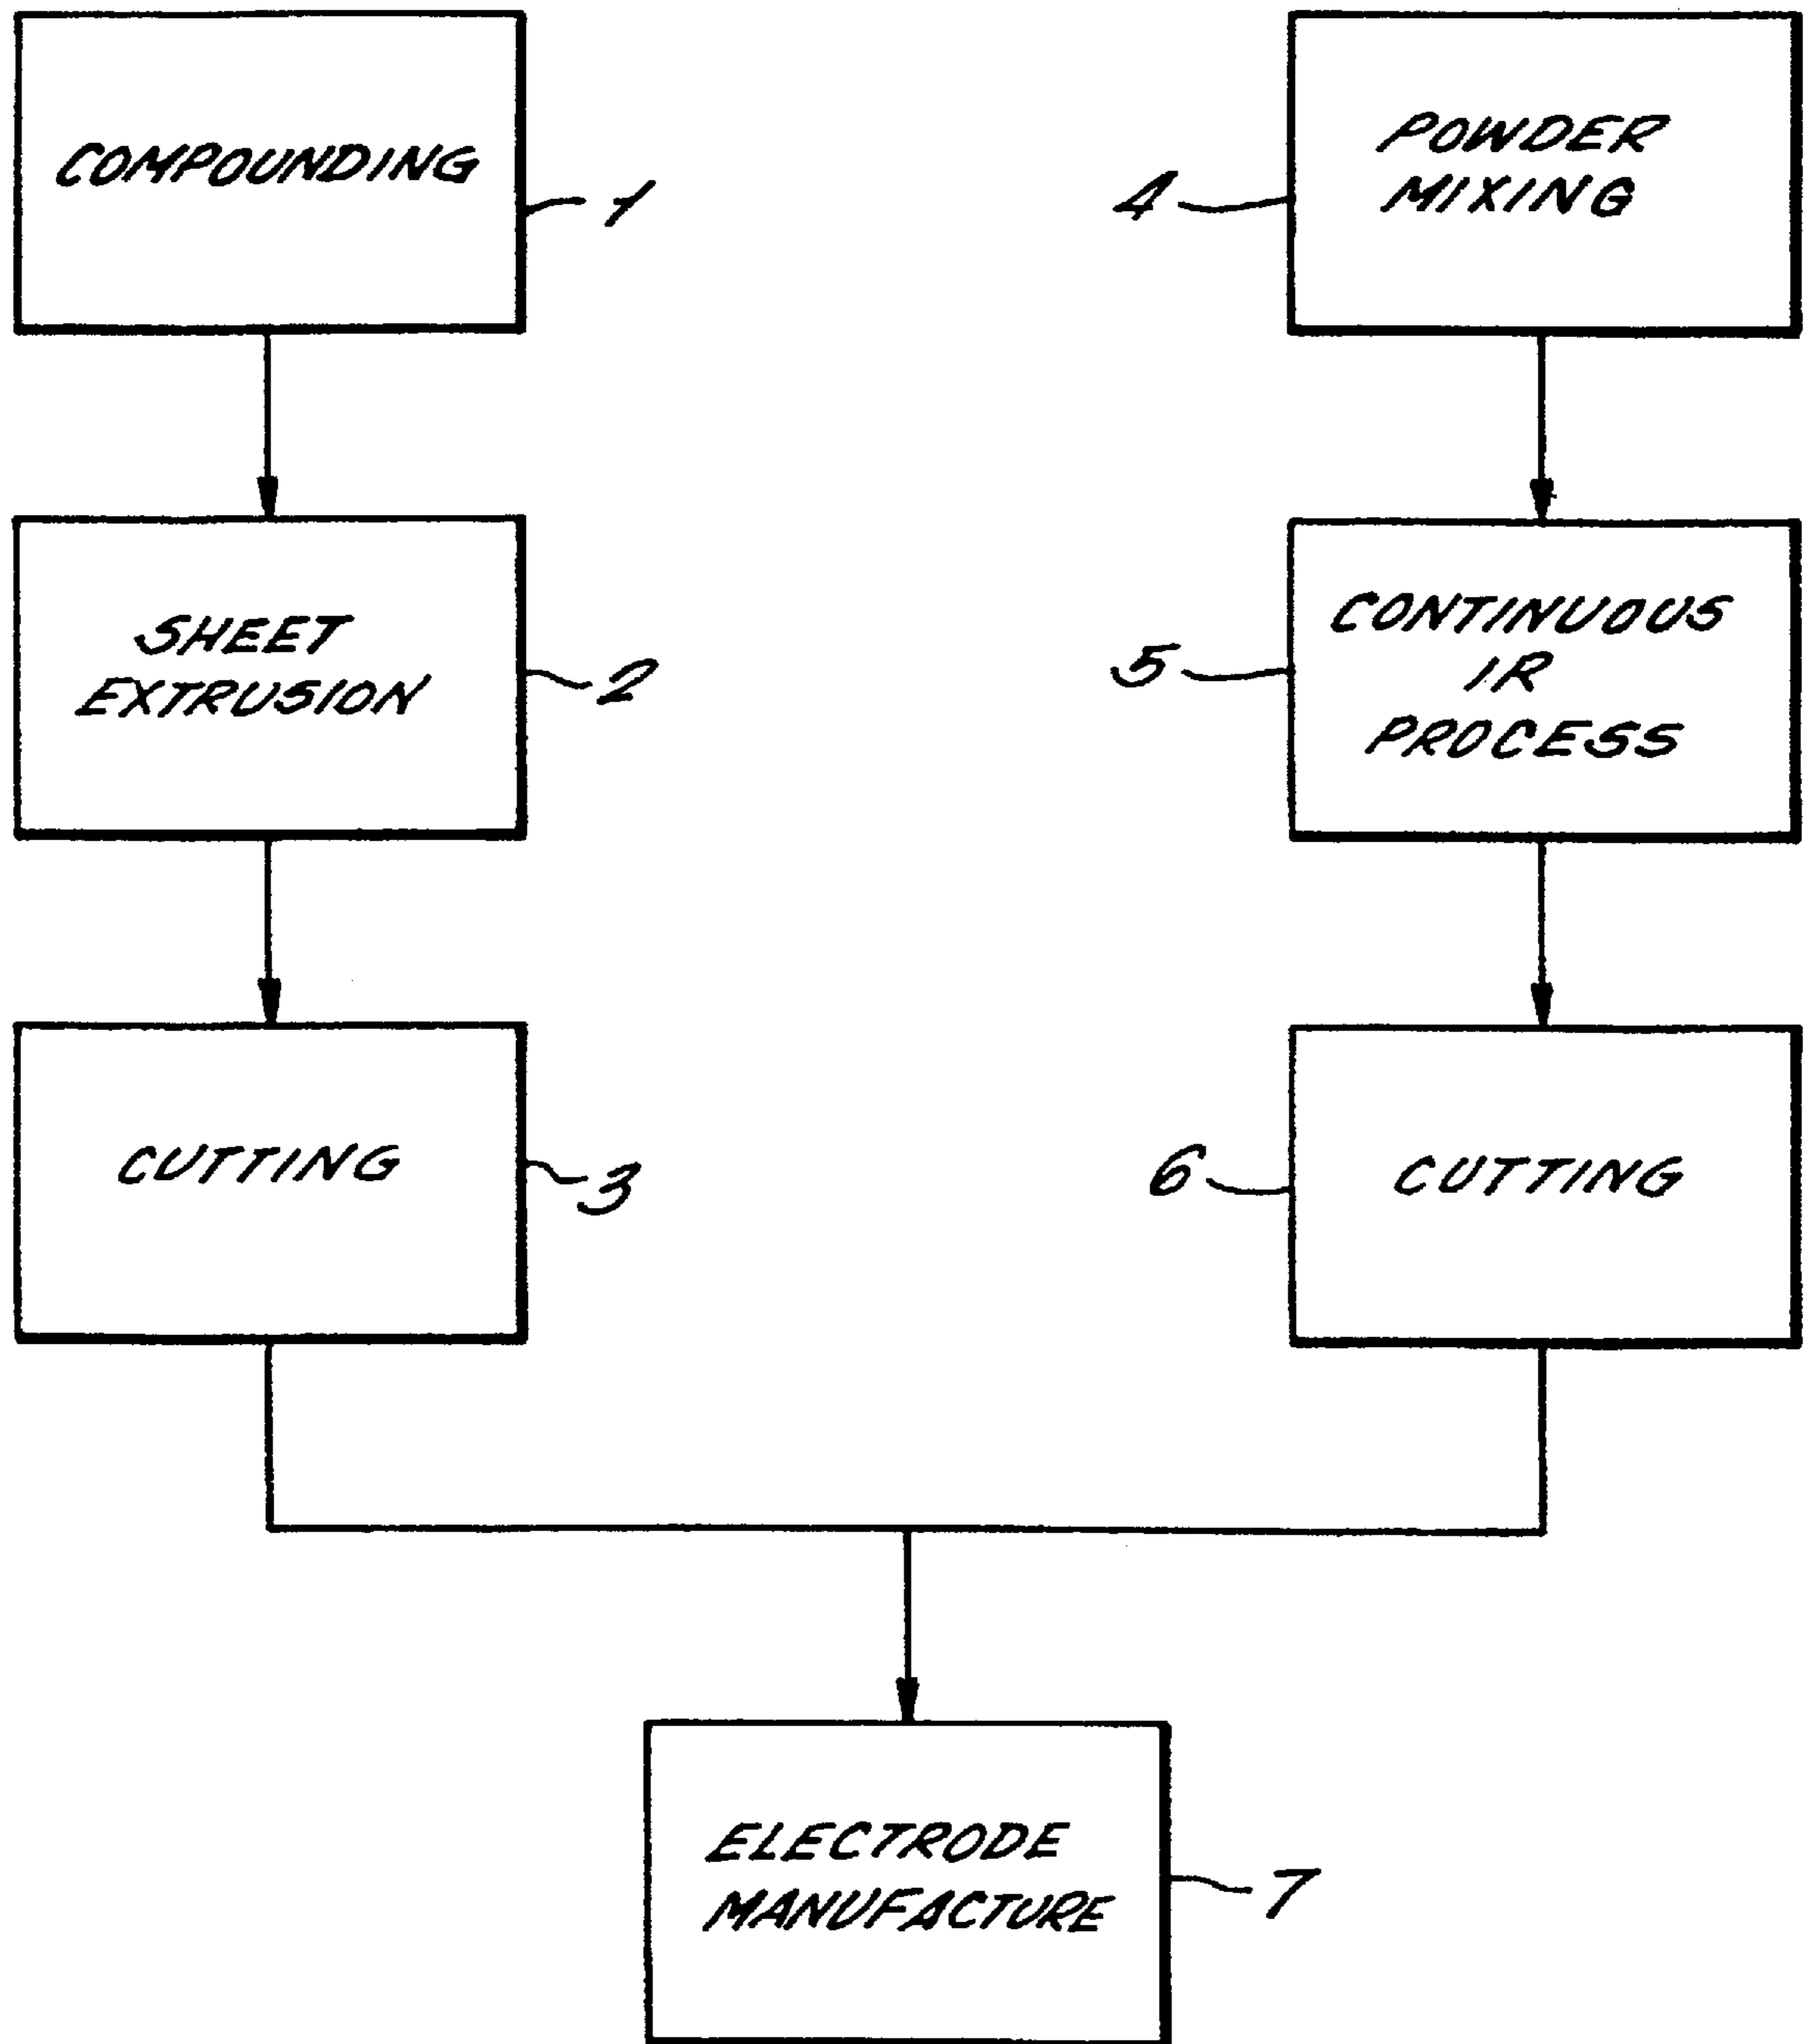 COMPOUNDING
1
SHEET
EXTRUSION
2
CUTTING
3
POWDER
MIXING
4
CONTINUOUS
IR
PROCESS
5
CUTTING
6
ELECTRODE
MANUFACTURE
7